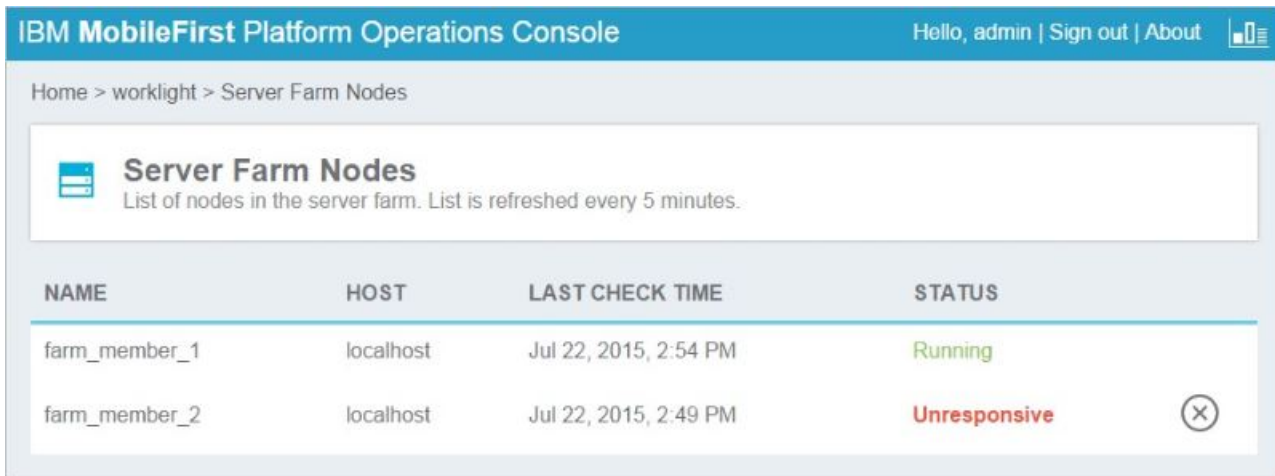 IBM MobileFirst Platform Operations Console Hello, admin | Sign out | About
Home > worklight > Server Farm Nodes
Server Farm Nodes
List of nodes in the server farm. List is refreshed every 5 minutes.
NAME HOST LAST CHECK TIME STATUS
farm_member_1 localhost Jul 22, 2015, 2:54 PM Running
farm_member_2 localhost Jul 22, 2015, 2:49 PM Unresponsive